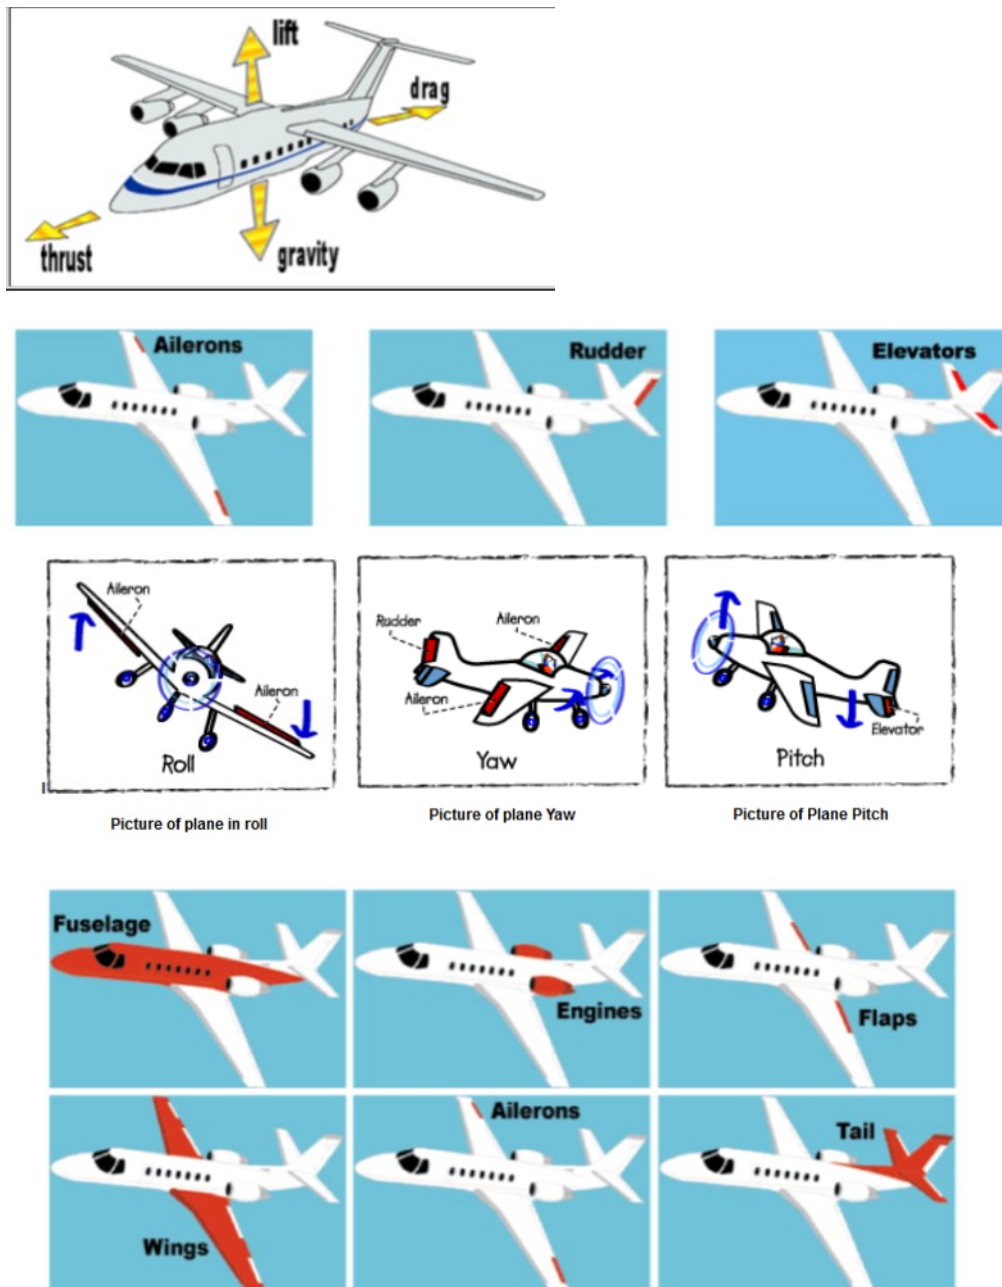 lift
drag
thrust
gravity
Ailerons
Rudder
Elevators
Aileron
Aileron
Roll
Rudder
Aileron
Aileron
Yaw
Elevator
Pitch
Picture of plane in roll
Picture of plane Yaw
Picture of Plane Pitch
Fuselage
Engines
Flaps
Wings
Ailerons
Tail